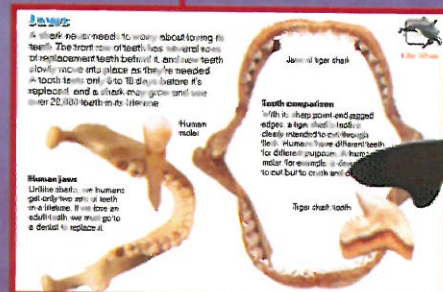 Jaws
A shark never needs to worry about losing its
teeth. The front row of teeth has several rows
of replacement teeth behind it, and new teeth
slowly move into place as they're needed.
A tooth lasts only 8 to 10 days before it's
replaced, and a shark may grow and use
over 20,000 teeth in its lifetime.
Human
molar
Human jaws
Unlike sharks, we humans
get only two sets of teeth
in a lifetime. If we lose an
adult tooth we must go to
a dentist to replace it.
Jaws of tiger shark
Tooth comparison
With its sharp point and jagged
edges, a tiger shark's tooth is
clearly intended to cut through
flesh. Humans have different teeth
for different purposes. A human
molar, for example, is
not to cut but to crush and
Tiger shark tooth